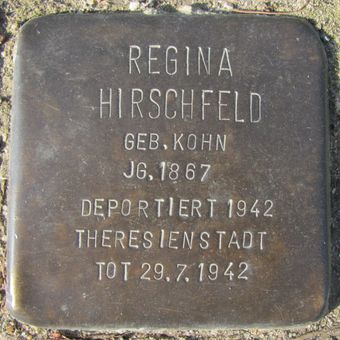 REGINA
HIRSCHFELD
GEB. KOHN
JG. 1867
DEPORTIERT 1942
THERESIENSTADT
TOT 29.7.1942